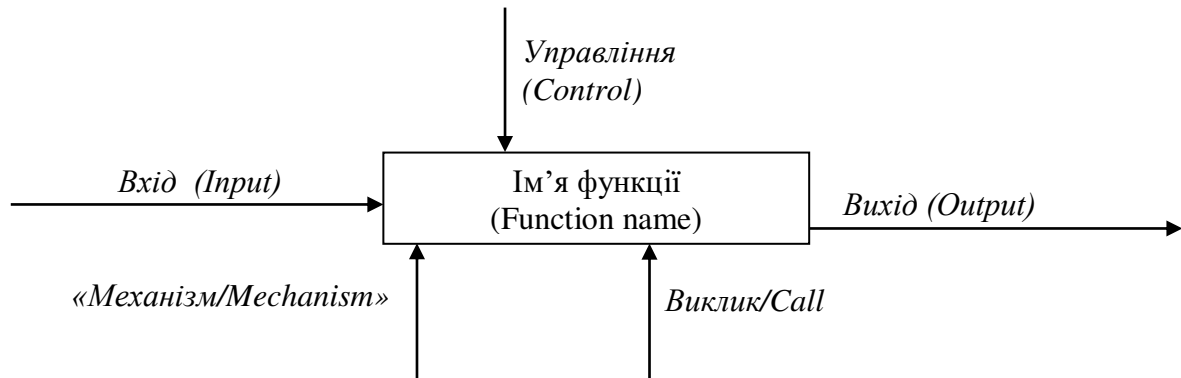 Управління
(Control)
Вхід (Input)
Ім’я функції
(Function name)
Вихід (Output)
«Механізм/Mechanism»
Виклик/Call